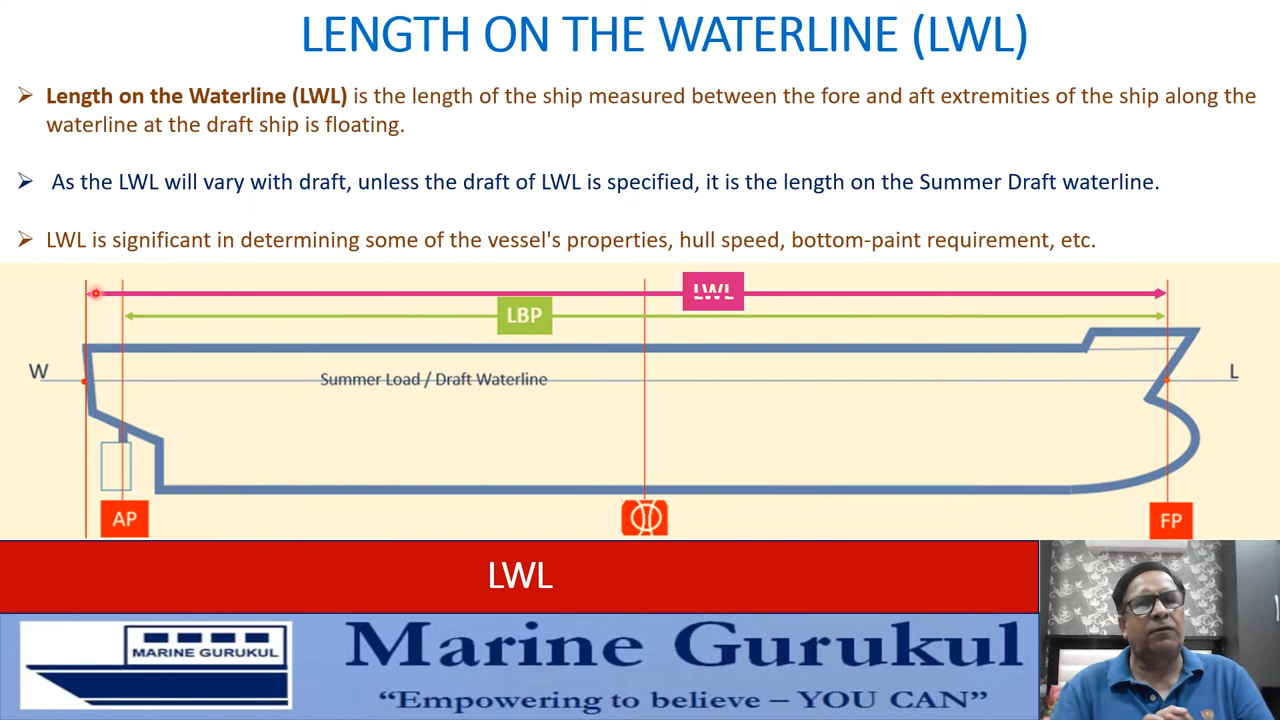 LENGTH ON THE WATERLINE (LWL)
➢ Length on the Waterline (LWL) is the length of the ship measured between the fore and aft extremities of the ship along the
waterline at the draft ship is floating.
➢ As the LWL will vary with draft, unless the draft of LWL is specified, it is the length on the Summer Draft waterline.
➢ LWL is significant in determining some of the vessel's properties, hull speed, bottom-paint requirement, etc.
LWL
LBP
W
Summer Load / Draft Waterline
L
AP
FP
LWL
MARINE GURUKUL
Marine Gurukul
“Empowering to believe – YOU CAN”